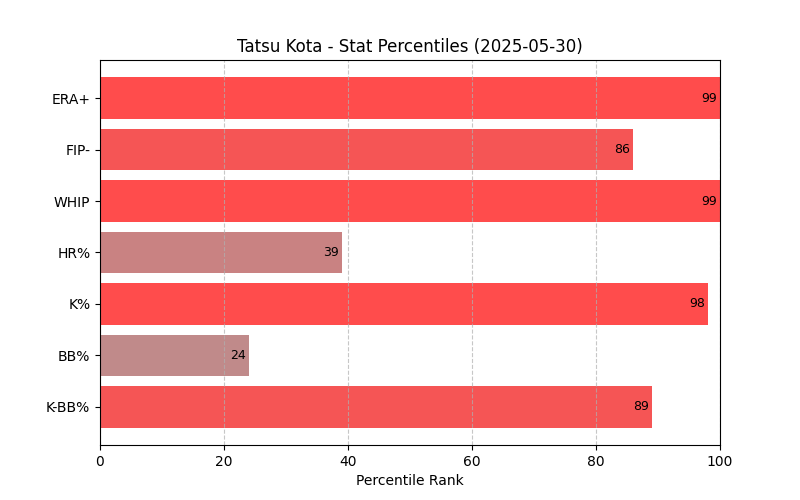 Tatsu Kota - Stat Percentiles (2025-05-30)
ERA+ 99
FIP- 86
WHIP 99
HR% 39
K% 98
BB% 24
K-BB% 89
0 20 40 60 80 100
Percentile Rank